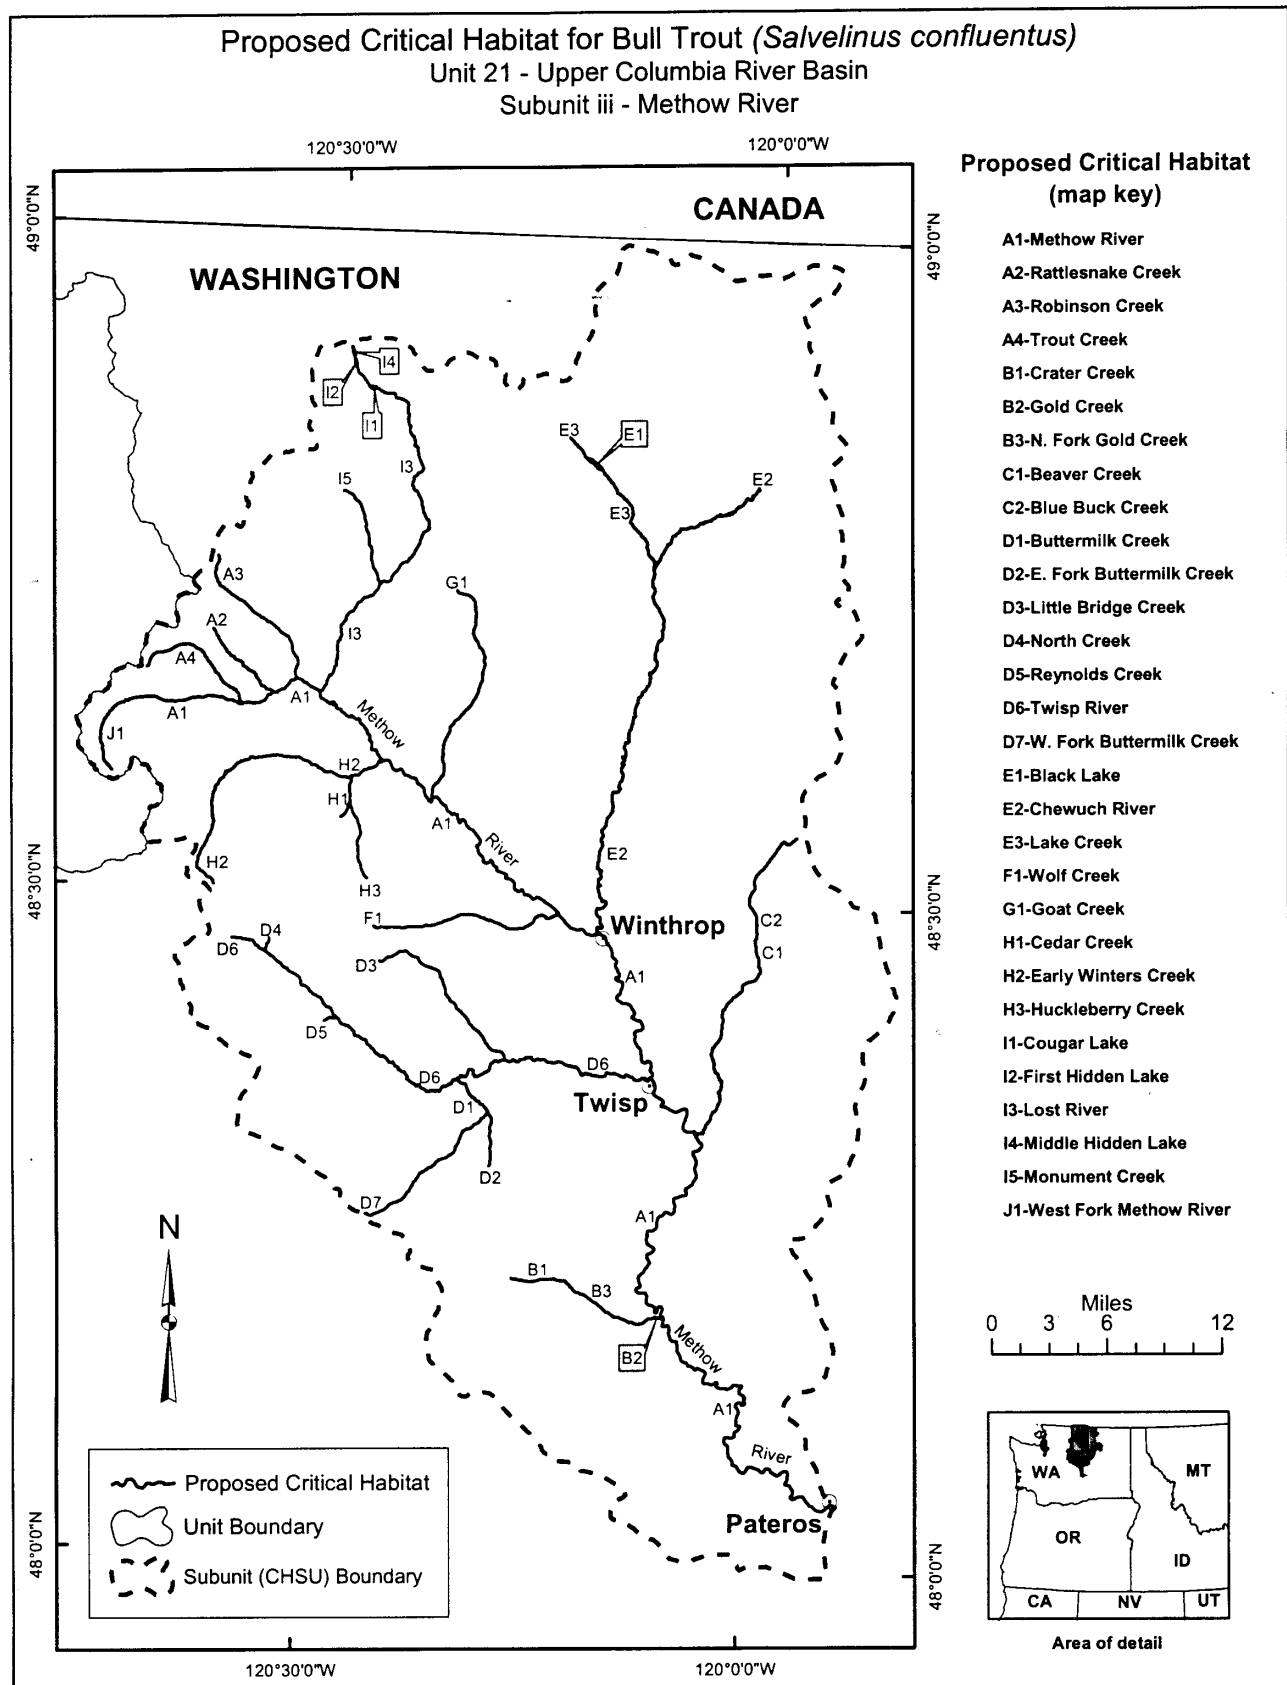 Proposed Critical Habitat for Bull Trout (Salvelinus confluentus)
Unit 21 - Upper Columbia River Basin
Subunit iii - Methow River
120°30'0"W
120°0'0"W
49°0'0"N
49°0'0"N
CANADA
WASHINGTON
I4
I2
I1
I3
I5
E3
E1
E2
E3
A3
G1
A2
I3
A4
A1
A1
J1
Methow
H2
H1
A1
River
H2
H3
E2
48°30'0"N
48°30'0"N
F1
Winthrop
C2
C1
D4
D6
D3
A1
D5
D6
D6
Twisp
D1
D2
D7
A1
B1
B3
Methow
B2
A1
River
Pateros
N
48°0'0"N
48°0'0"N
Proposed Critical Habitat
Unit Boundary
Subunit (CHSU) Boundary
120°30'0"W
120°0'0"W
Proposed Critical Habitat
(map key)
A1-Methow River
A2-Rattlesnake Creek
A3-Robinson Creek
A4-Trout Creek
B1-Crater Creek
B2-Gold Creek
B3-N. Fork Gold Creek
C1-Beaver Creek
C2-Blue Buck Creek
D1-Buttermilk Creek
D2-E. Fork Buttermilk Creek
D3-Little Bridge Creek
D4-North Creek
D5-Reynolds Creek
D6-Twisp River
D7-W. Fork Buttermilk Creek
E1-Black Lake
E2-Chewuch River
E3-Lake Creek
F1-Wolf Creek
G1-Goat Creek
H1-Cedar Creek
H2-Early Winters Creek
H3-Huckleberry Creek
I1-Cougar Lake
I2-First Hidden Lake
I3-Lost River
I4-Middle Hidden Lake
I5-Monument Creek
J1-West Fork Methow River
Miles
0 3 6 12
WA
MT
OR
ID
CA
NV
UT
Area of detail